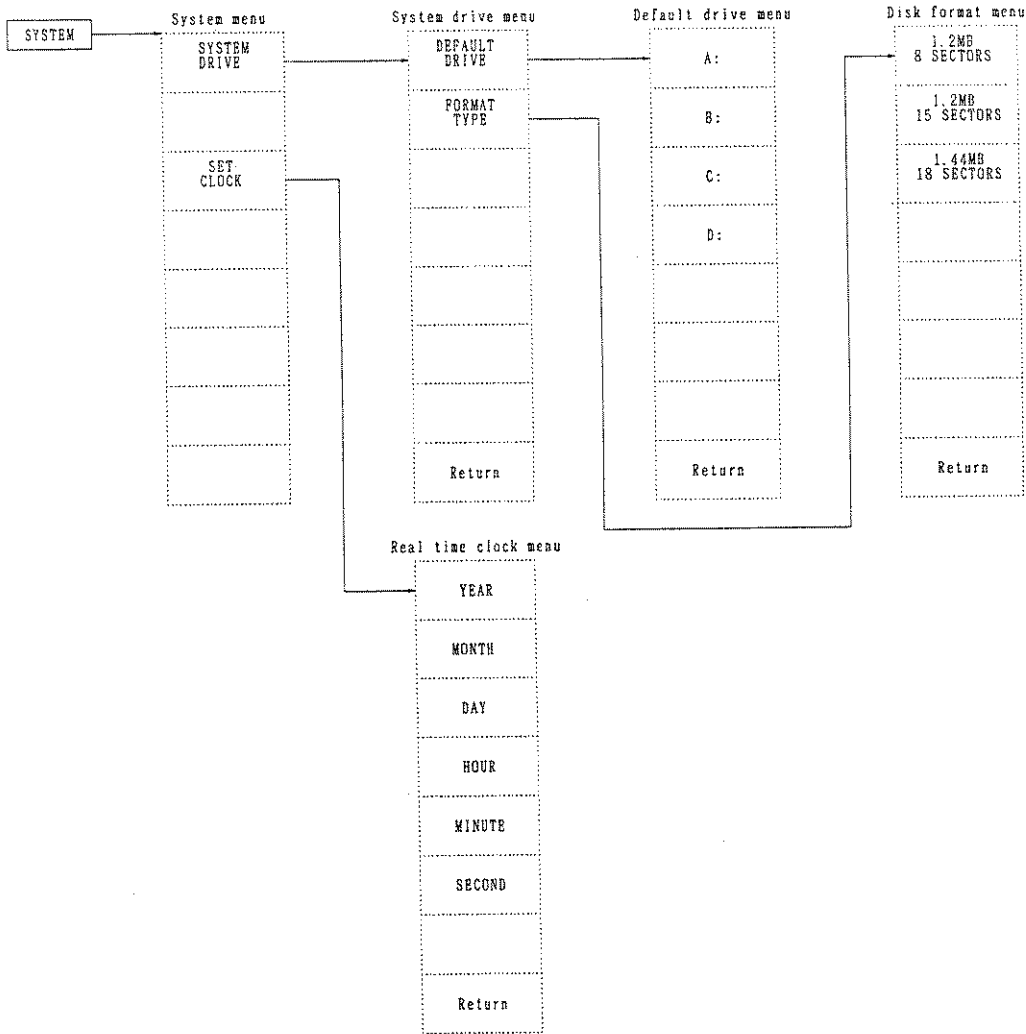 SYSTEM
System menu
SYSTEM
DRIVE
SET
CLOCK
System drive menu
DEFAULT
DRIVE
FORMAT
TYPE
Return
Default drive menu
A:
B:
C:
D:
Return
Disk format menu
1.2MB
8 SECTORS
1.2MB
15 SECTORS
1.44MB
18 SECTORS
Return
Real time clock menu
YEAR
MONTH
DAY
HOUR
MINUTE
SECOND
Return